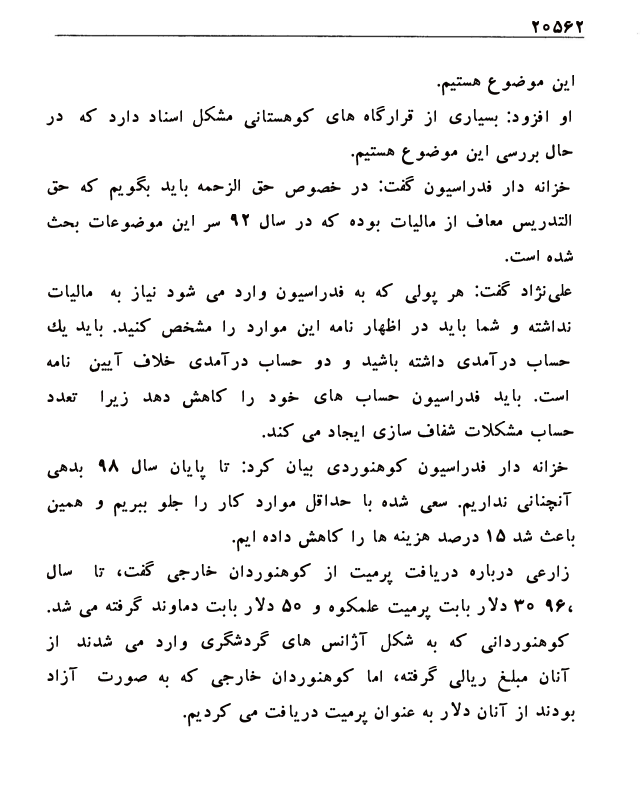 ۲۰۵۶۲
این موضوع هستیم.
او افزود: بسیاری از قرارگاه های کوهستانی مشکل اسناد دارد که در
حال بررسی این موضوع هستیم.
خزانه دار فدراسیون گفت: در خصوص حق الزحمه باید بگویم که حق
التدریس معاف از مالیات بوده که در سال ۹۲ سر این موضوعات بحث
شده است.
علی‌نژاد گفت: هر پولی که به فدراسیون وارد می شود نیاز به مالیات
نداشته و شما باید در اظهار نامه این موارد را مشخص کنید. باید یك
حساب درآمدی داشته باشید و دو حساب درآمدی خلاف آیین نامه
است. باید فدراسیون حساب های خود را کاهش دهد زیرا تعدد
حساب مشکلات شفاف سازی ایجاد می کند.
خزانه دار فدراسیون کوهنوردی بیان کرد: تا پایان سال ۹۸ بدهی
آنچنانی نداریم. سعی شده با حداقل موارد کار را جلو ببریم و همین
باعث شد ۱۵ درصد هزینه ها را کاهش داده ایم.
زارعی درباره دریافت پرمیت از کوهنوردان خارجی گفت، تا سال
۹۶، ۳۰ دلار بابت پرمیت علمکوه و ۵۰ دلار بابت دماوند گرفته می شد.
کوهنوردانی که به شکل آژانس های گردشگری وارد می شدند از
آنان مبلغ ریالی گرفته، اما کوهنوردان خارجی که به صورت آزاد
بودند از آنان دلار به عنوان پرمیت دریافت می کردیم.